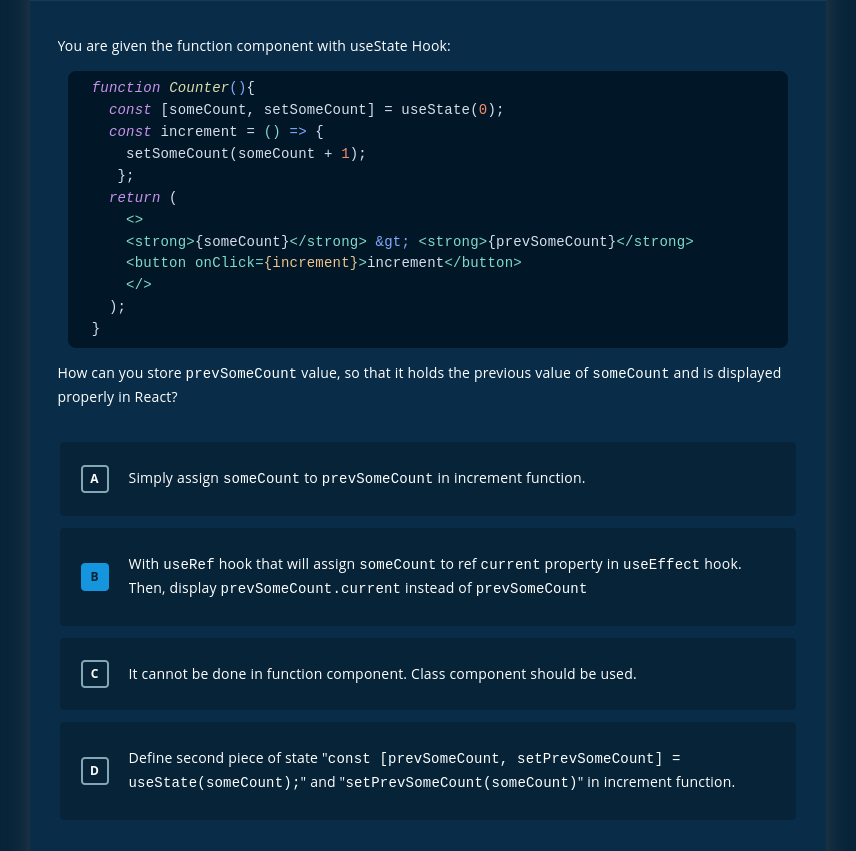 You are given the function component with useState Hook:
function Counter(){
  const [someCount, setSomeCount] = useState(0);
  const increment = () => {
    setSomeCount(someCount + 1);
   };
  return (
    <>
    <strong>{someCount}</strong> &gt; <strong>{prevSomeCount}</strong>
    <button onClick={increment}>increment</button>
    </>
  );
}
How can you store prevSomeCount value, so that it holds the previous value of someCount and is displayed
properly in React?
A Simply assign someCount to prevSomeCount in increment function.
B With useRef hook that will assign someCount to ref current property in useEffect hook.
Then, display prevSomeCount.current instead of prevSomeCount
C It cannot be done in function component. Class component should be used.
D Define second piece of state "const [prevSomeCount, setPrevSomeCount] =
useState(someCount);" and "setPrevSomeCount(someCount)" in increment function.